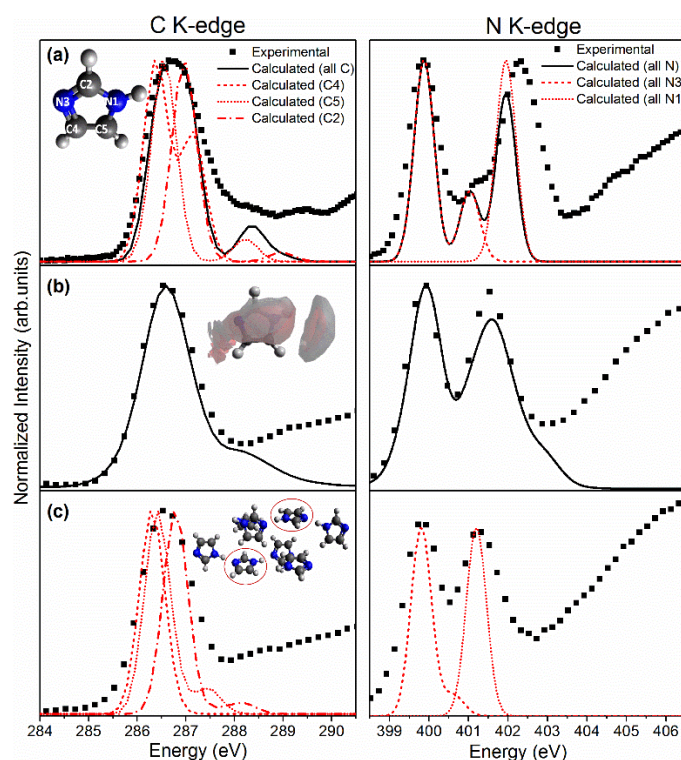 C K-edge
N K-edge
(a)
C2
N3
N1
C4
C5
Experimental
Calculated (all C)
Calculated (C4)
Calculated (C5)
Calculated (C2)
Experimental
Calculated (all N)
Calculated (all N3)
Calculated (all N1)
Normalized Intensity (arb.units)
(b)
(c)
284 285 286 287 288 289 290
399 400 401 402 403 404 405 406
Energy (eV)
Energy (eV)